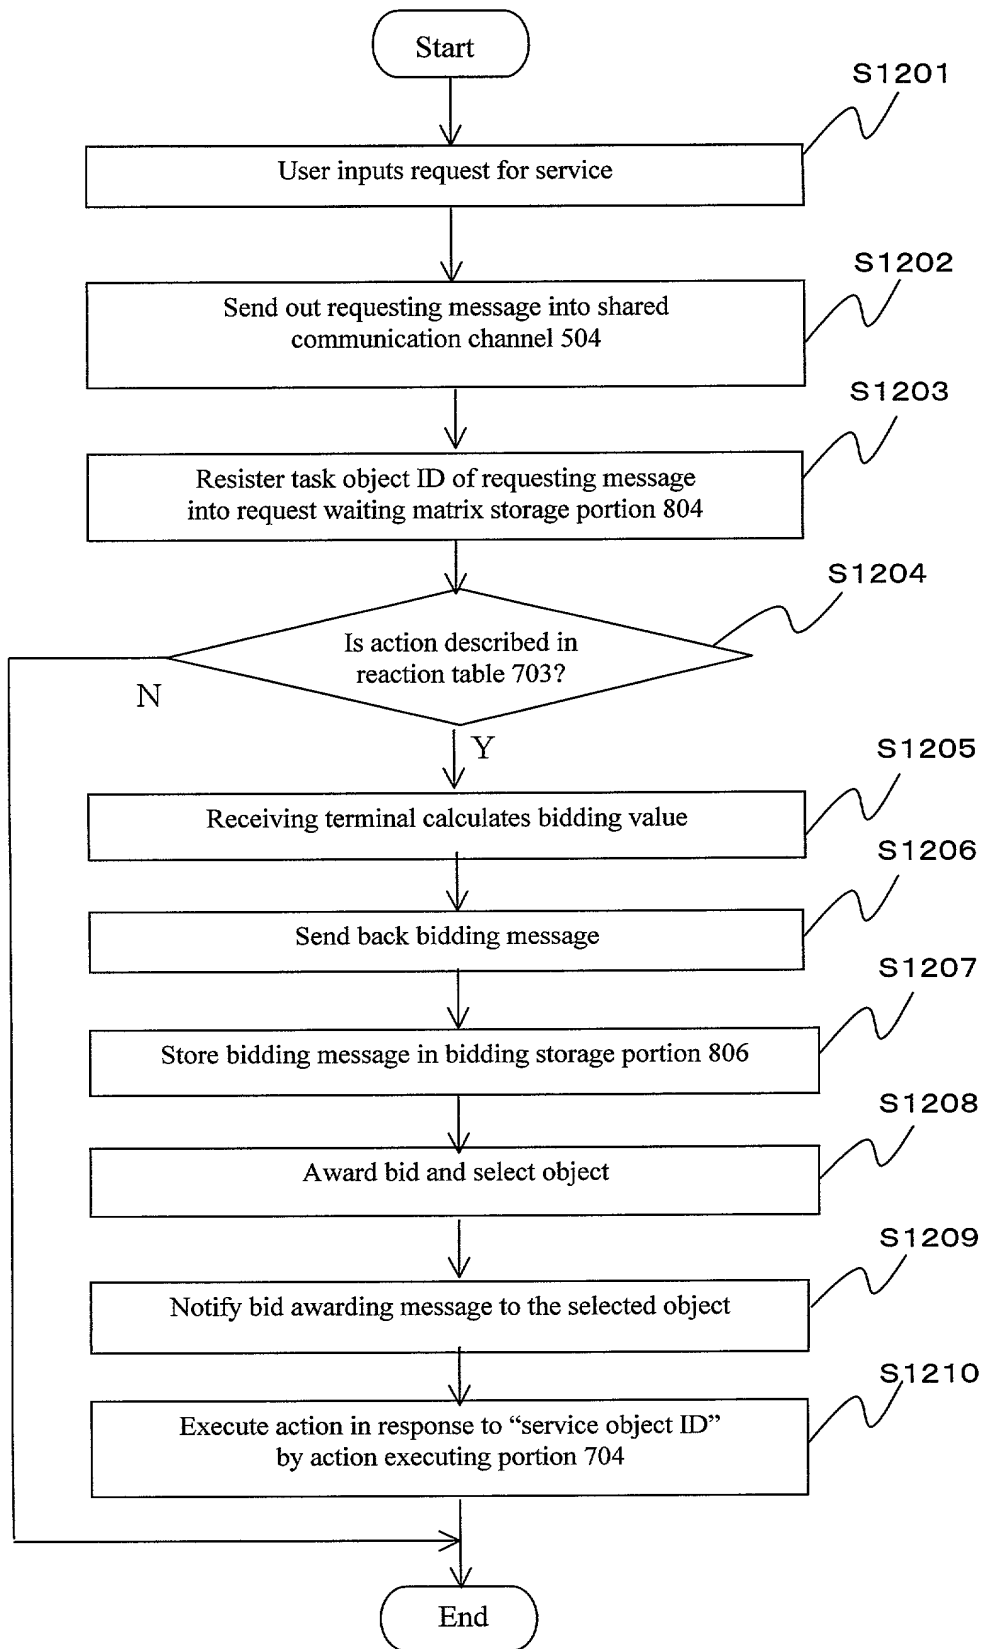 Start
S1201
User inputs request for service
S1202
Send out requesting message into shared
communication channel 504
S1203
Resister task object ID of requesting message
into request waiting matrix storage portion 804
S1204
Is action described in
reaction table 703?
N
Y
S1205
Receiving terminal calculates bidding value
S1206
Send back bidding message
S1207
Store bidding message in bidding storage portion 806
S1208
Award bid and select object
S1209
Notify bid awarding message to the selected object
S1210
Execute action in response to “service object ID”
by action executing portion 704
End